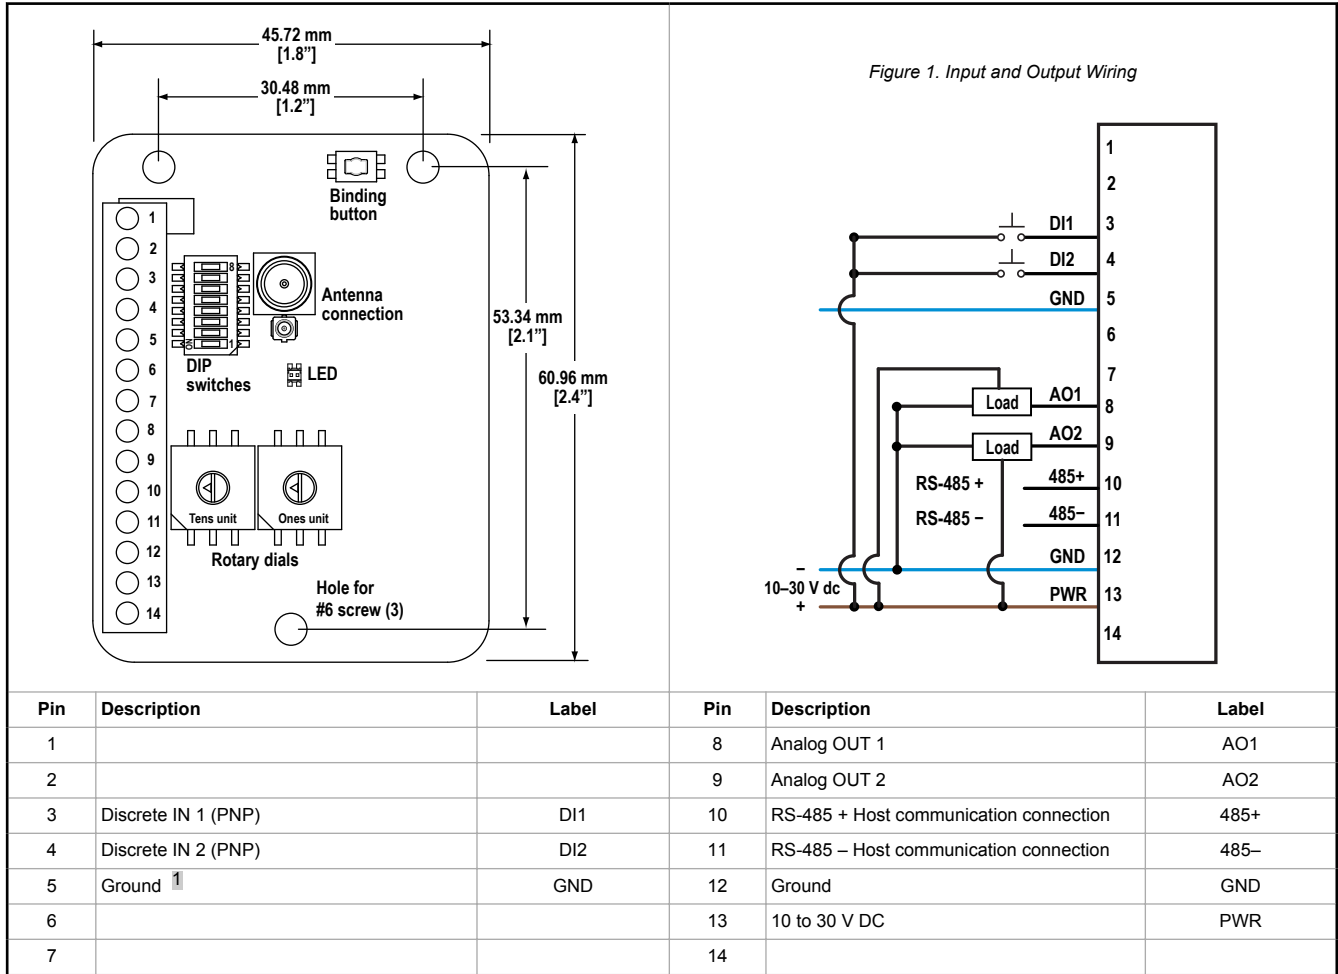 45.72 mm
[1.8”]
30.48 mm
[1.2”]
Binding
button
1
2
3
4
5
6
7
8
9
10
11
12
13
14
8
1
ON
DIP
switches
Antenna
connection
LED
53.34 mm
[2.1”]
60.96 mm
[2.4”]
Tens unit
Ones unit
Rotary dials
Hole for
#6 screw (3)
Figure 1. Input and Output Wiring
1
2
DI1 3
DI2 4
GND 5
6
7
Load AO1 8
Load AO2 9
RS-485 + 485+ 10
RS-485 − 485− 11
GND 12
−
10–30 V dc
+
PWR 13
14
Pin Description Label Pin Description Label
1 8 Analog OUT 1 AO1
2 9 Analog OUT 2 AO2
3 Discrete IN 1 (PNP) DI1 10 RS-485 + Host communication connection 485+
4 Discrete IN 2 (PNP) DI2 11 RS-485 – Host communication connection 485–
5 Ground 1 GND 12 Ground GND
6 13 10 to 30 V DC PWR
7 14